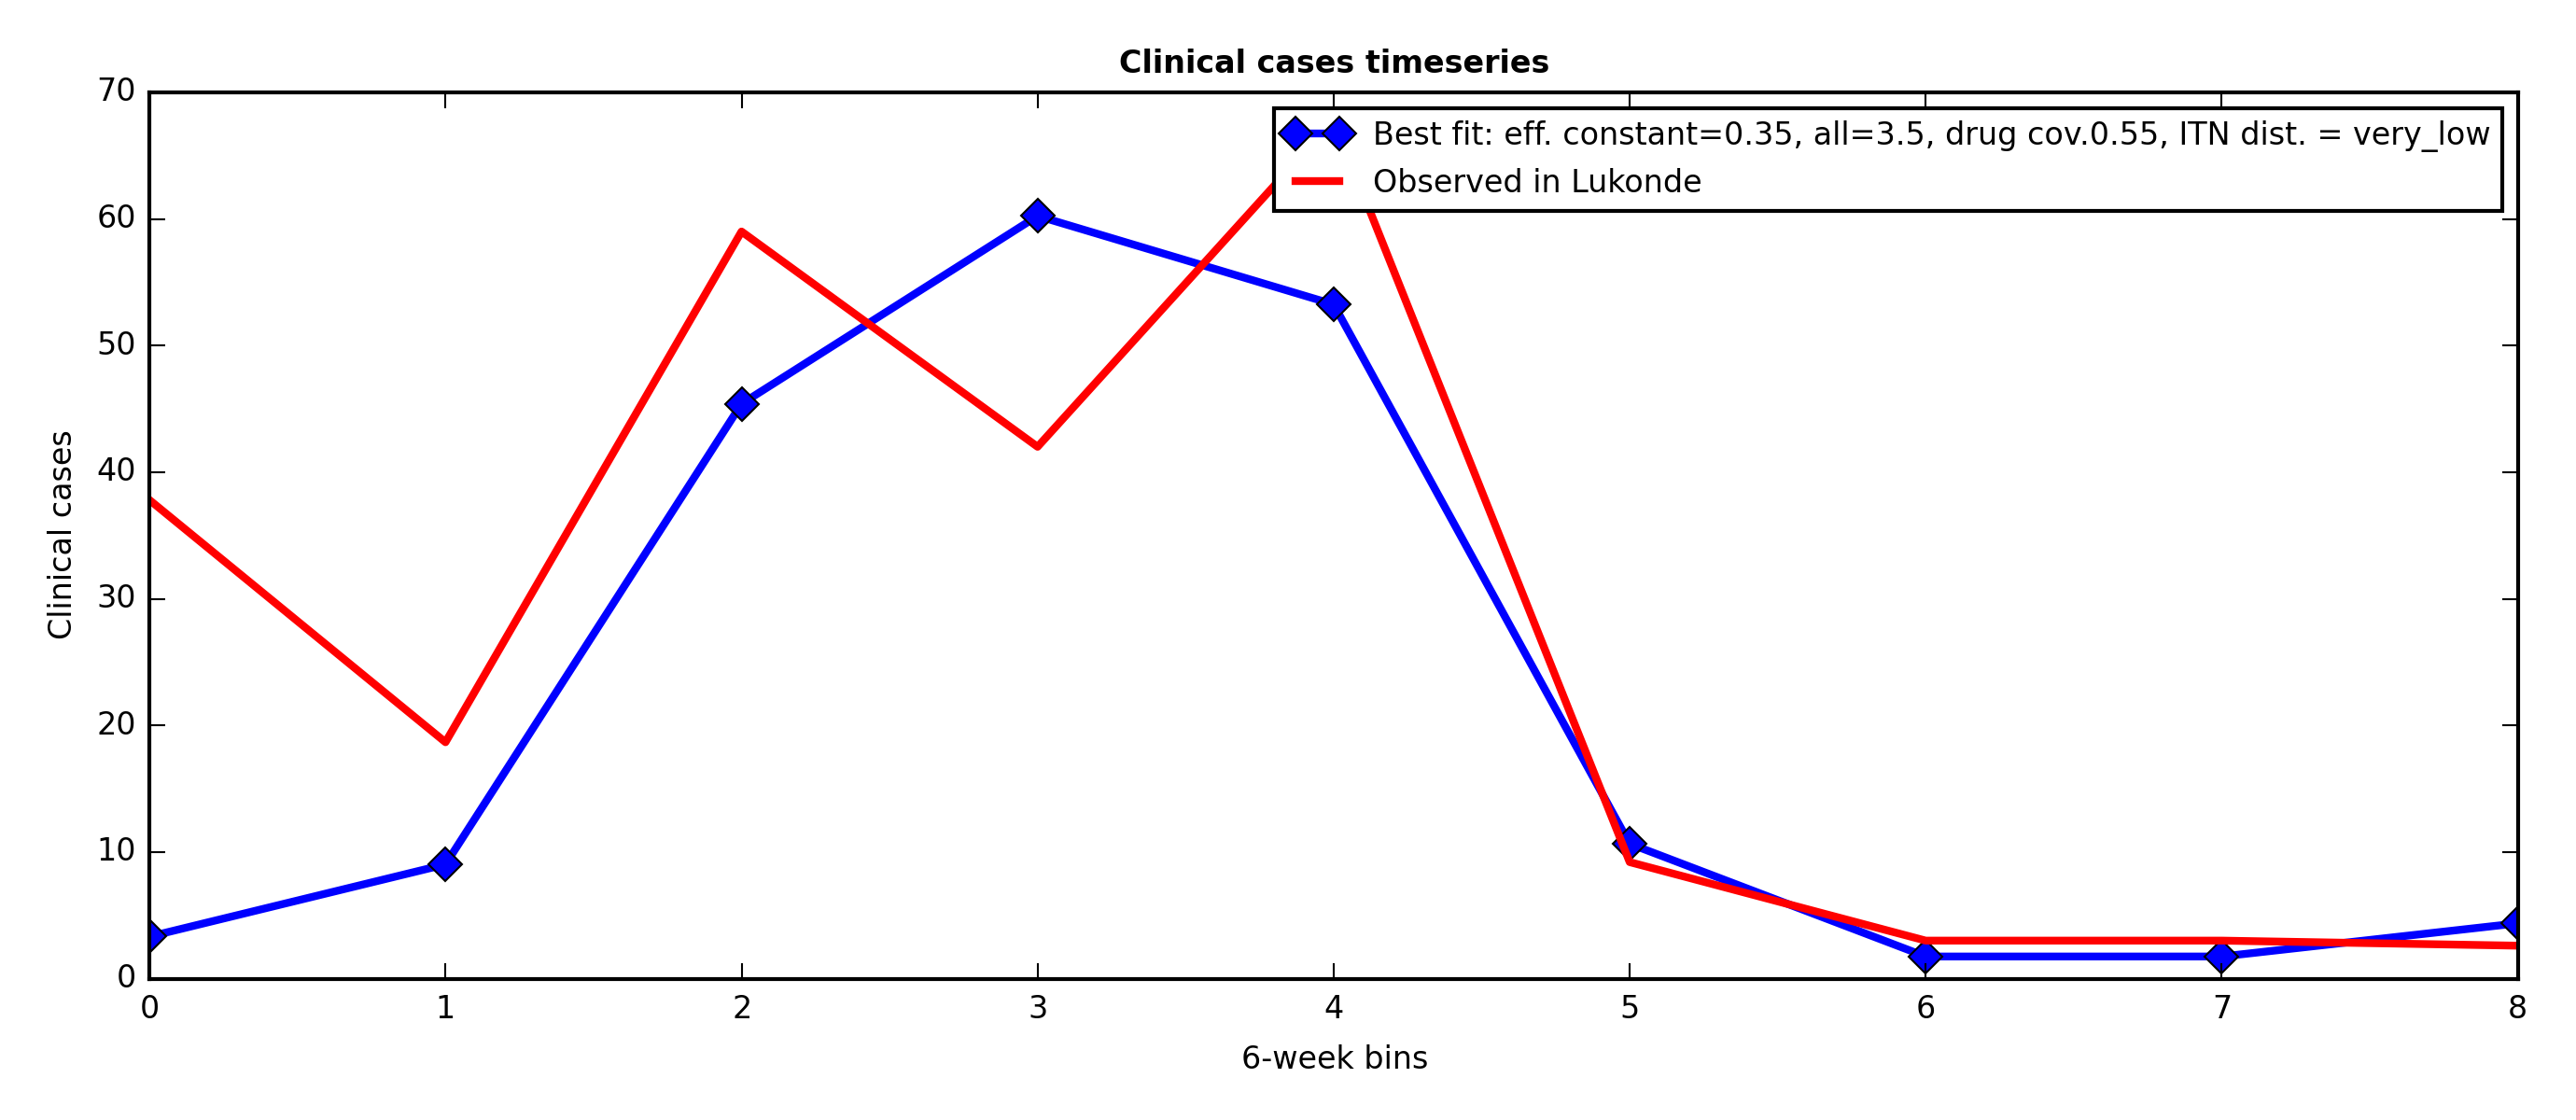 Clinical cases timeseries
70
60
50
40
30
20
10
0
Clinical cases
Best fit: eff. constant=0.35, all=3.5, drug cov.0.55, ITN dist. = very_low
Observed in Lukonde
0 1 2 3 4 5 6 7 8
6-week bins